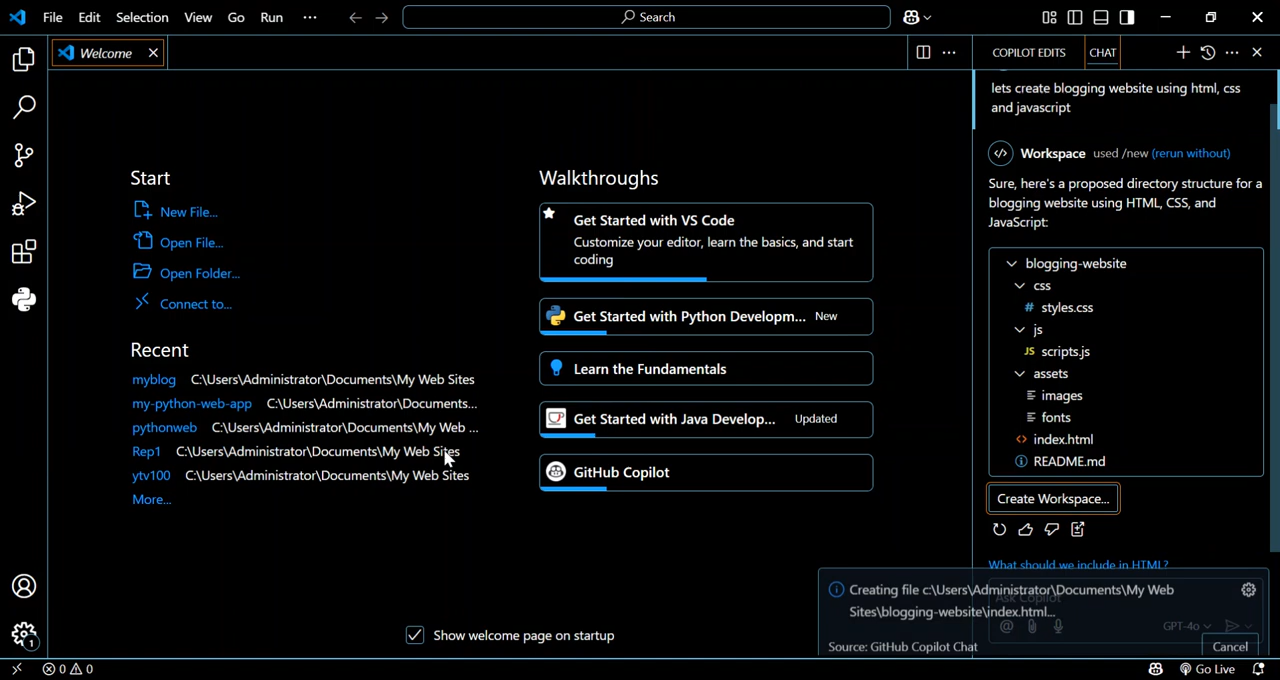 File Edit Selection View Go Run ···
Search
Welcome
COPILOT EDITS CHAT
Start
New File...
Open File...
Open Folder...
Connect to...
Recent
myblog C:\Users\Administrator\Documents\My Web Sites
my-python-web-app C:\Users\Administrator\Documents...
pythonweb C:\Users\Administrator\Documents\My Web ...
Rep1 C:\Users\Administrator\Documents\My Web Sites
ytv100 C:\Users\Administrator\Documents\My Web Sites
More...
Walkthroughs
Get Started with VS Code
Customize your editor, learn the basics, and start
coding
Get Started with Python Developm... New
Learn the Fundamentals
Get Started with Java Develop... Updated
GitHub Copilot
Show welcome page on startup
lets create blogging website using html, css
and javascript
Workspace used /new (rerun without)
Sure, here's a proposed directory structure for a
blogging website using HTML, CSS, and
JavaScript:
blogging-website
css
# styles.css
js
JS scripts.js
assets
images
fonts
index.html
README.md
Create Workspace...
What should we include in HTML?
Ask Copilot
GPT-4o
Creating file c:\Users\Administrator\Documents\My Web
Sites\blogging-website\index.html...
Source: GitHub Copilot Chat
Cancel
1
0 0
Go Live